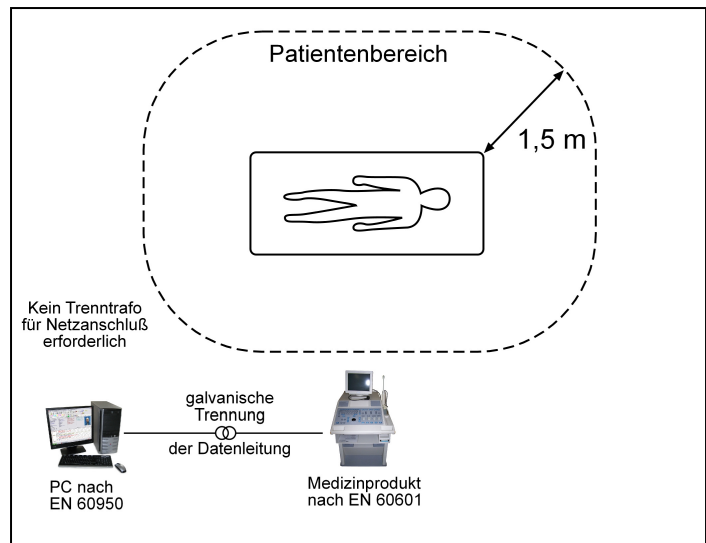 Patientenbereich
1,5 m
Kein Trenntrafo
für Netzanschluß
erforderlich
galvanische
Trennung
der Datenleitung
PC nach
EN 60950
Medizinprodukt
nach EN 60601